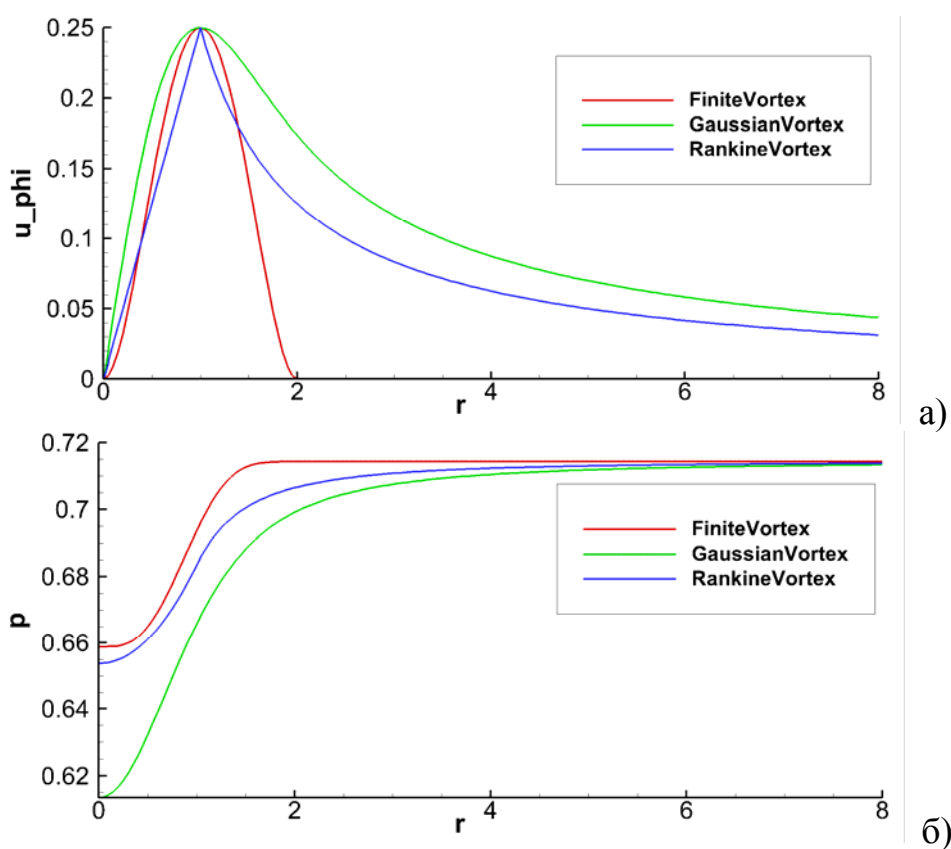 0.25
0.2
0.15
0.1
0.05
0
u_phi
FiniteVortex
GaussianVortex
RankineVortex
0 2 4 6 8
r
а)
0.72
0.7
0.68
0.66
0.64
0.62
p
FiniteVortex
GaussianVortex
RankineVortex
0 2 4 6 8
r
б)